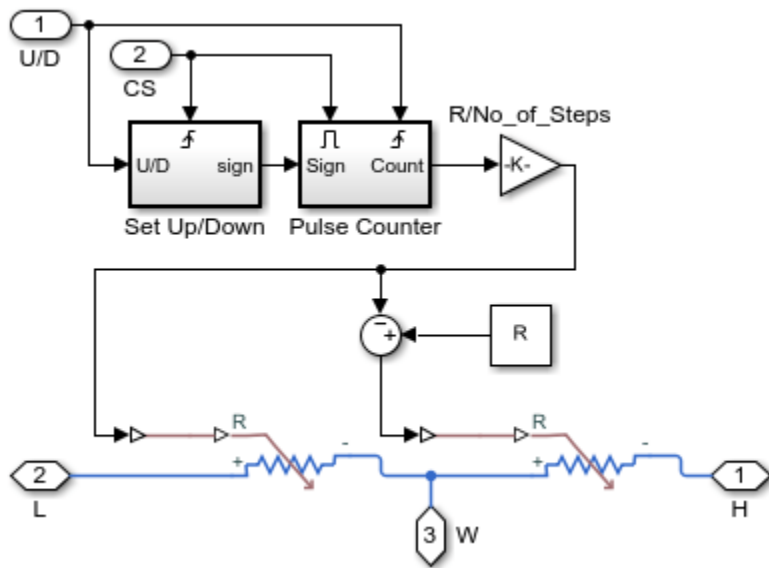 1
U/D
2
CS
R/No_of_Steps
U/D
sign
Sign
Count
-K-
Set Up/Down
Pulse Counter
−
+
R
R
R
+
-
+
-
2
L
3
W
1
H